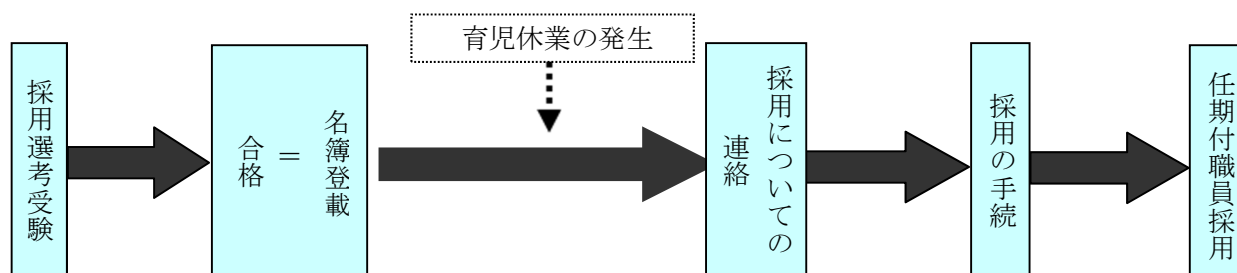 採用選考受験
名簿登載
＝
合格
育児休業の発生
採用についての
連絡
採用の手続
任期付職員採用